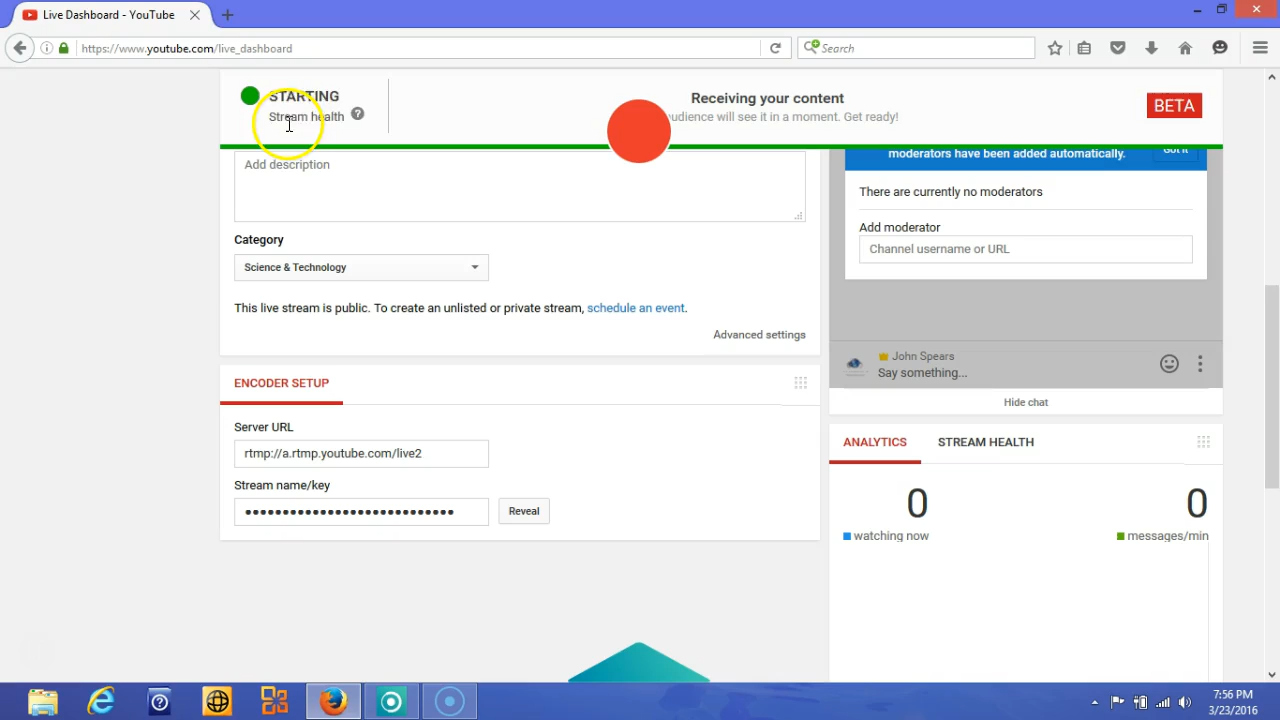 Live Dashboard - YouTube
https://www.youtube.com/live_dashboard
Search
STARTING
Stream health
Receiving your content
audience will see it in a moment. Get ready!
BETA
Add description
moderators have been added automatically.
Got it
There are currently no moderators
Add moderator
Channel username or URL
Category
Science & Technology
This live stream is public. To create an unlisted or private stream, schedule an event.
Advanced settings
John Spears
Say something...
Hide chat
ENCODER SETUP
Server URL
rtmp://a.rtmp.youtube.com/live2
Stream name/key
Reveal
ANALYTICS
STREAM HEALTH
0
0
watching now
messages/min
7:56 PM
3/23/2016